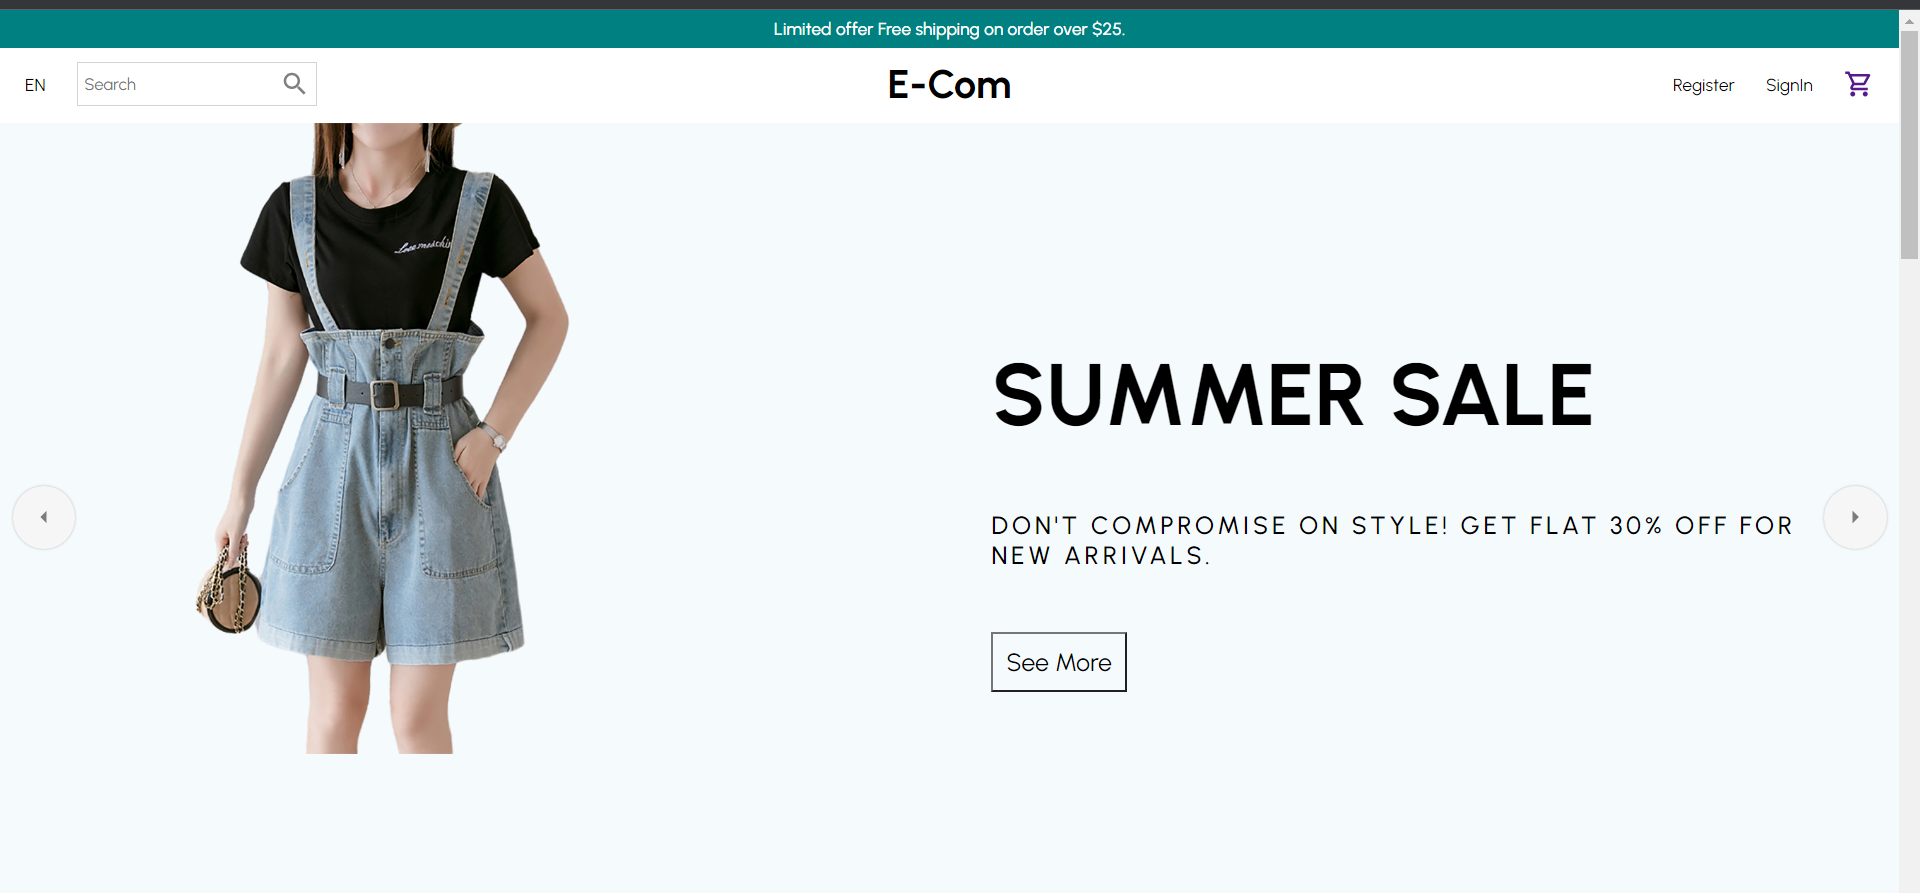 Limited offer Free shipping on order over $25.
EN
Search
E-Com
Register
SignIn
SUMMER SALE
DON'T COMPROMISE ON STYLE! GET FLAT 30% OFF FOR
NEW ARRIVALS.
See More